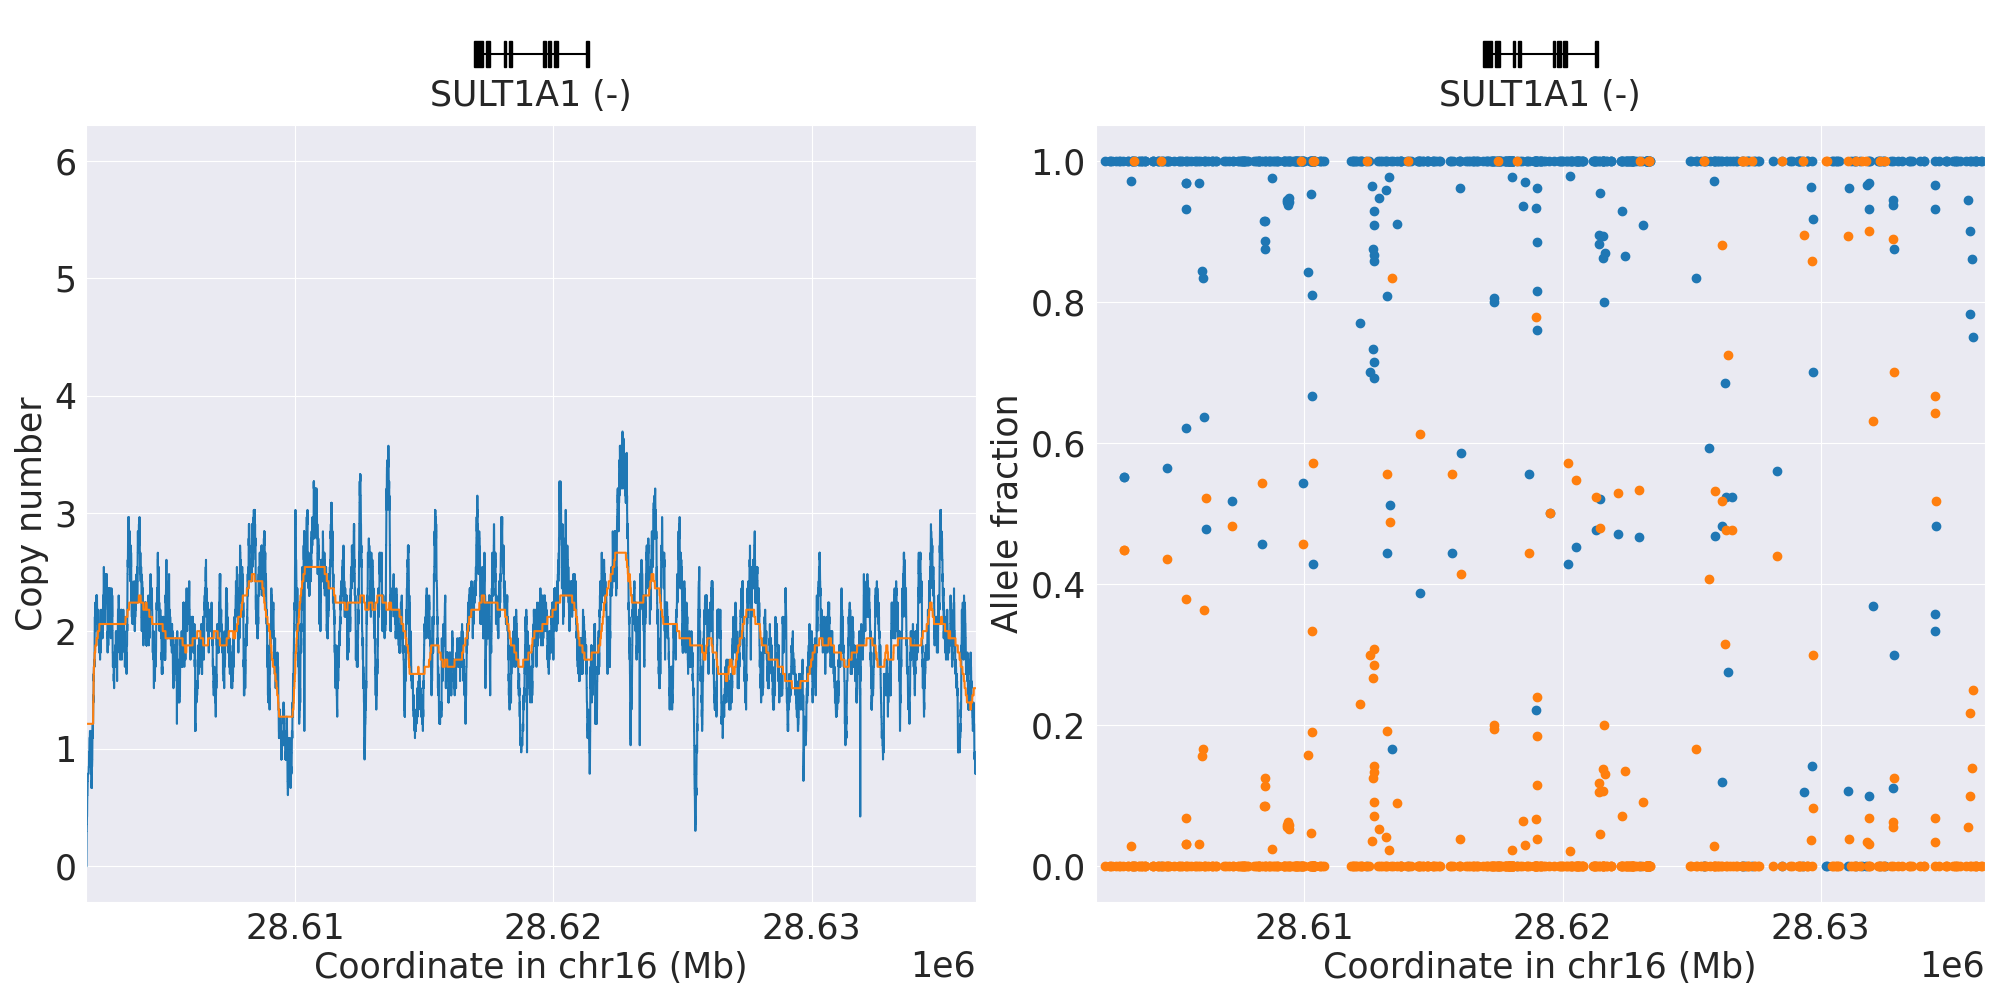 SULT1A1 (-)
6
5
4
3
2
1
0
Copy number
28.61
28.62
28.63
Coordinate in chr16 (Mb)
1e6
SULT1A1 (-)
1.0
0.8
0.6
0.4
0.2
0.0
Allele fraction
28.61
28.62
28.63
Coordinate in chr16 (Mb)
1e6